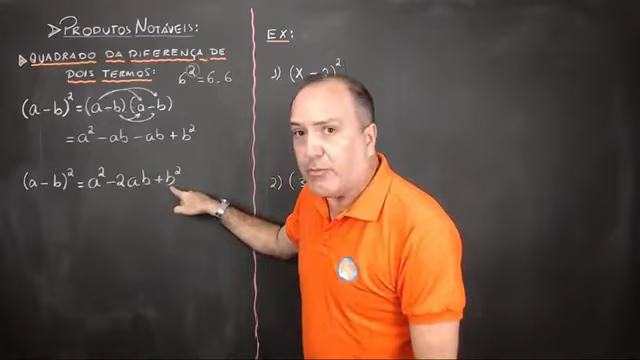 PRODUTOS NOTÁVEIS:
QUADRADO DA DIFERENÇA DE
DOIS TERMOS:
6² = 6.6
(a-b)² = (a-b)(a-b)
= a² - ab - ab + b²
(a-b)² = a² - 2ab + b²
EX:
1) (x -
2) (